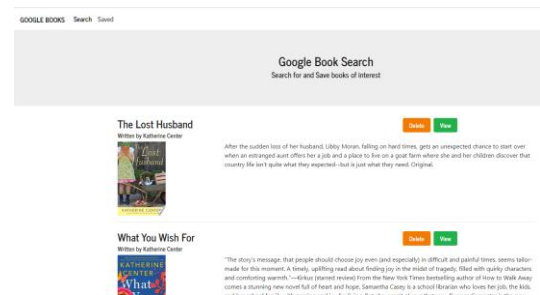 GOOGLE BOOKS Search Saved
Google Book Search
Search for and Save books of interest
The Lost Husband
Written by Katherine Center
Delete View
After the sudden loss of her husband, Libby Moran, falling on hard times, gets an unexpected chance to start over
when an estranged aunt offers her a job and a place to live on a goat farm where she and her children discover that
country life isn't quite what they expected--but is just what they need. Original.
The
Lost
Husband
KATHERINE CENTER
What You Wish For
Written by Katherine Center
Delete View
KATHERINE
CENTER
What
"The story's message, that people should choose joy even (and especially) in difficult and painful times, seems tailor-
made for this moment. A timely, uplifting read about finding joy in the midst of tragedy, filled with quirky characters
and comforting warmth."—Kirkus (starred review) From the New York Times bestselling author of How to Walk Away
comes a stunning new novel full of heart and hope. Samantha Casey is a school librarian who loves her job, the kids,